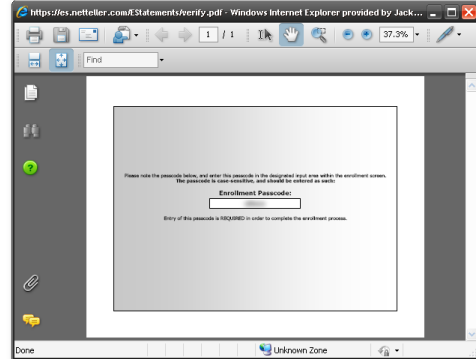 https://es.netteller.com/EStatements/verify.pdf - Windows Internet Explorer provided by Jack...
1 / 1
37.3%
Find
Please note the passcode below, and enter this passcode in the designated input area within the enrollment screen.
The passcode is case-sensitive, and should be entered as such:
Enrollment Passcode:
Entry of this passcode is REQUIRED in order to complete the enrollment process.
Done
Unknown Zone